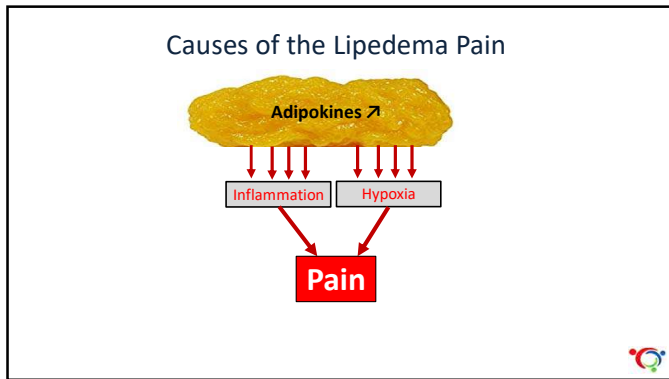 Causes of the Lipedema Pain
Adipokines ↗
Inflammation
Hypoxia
Pain